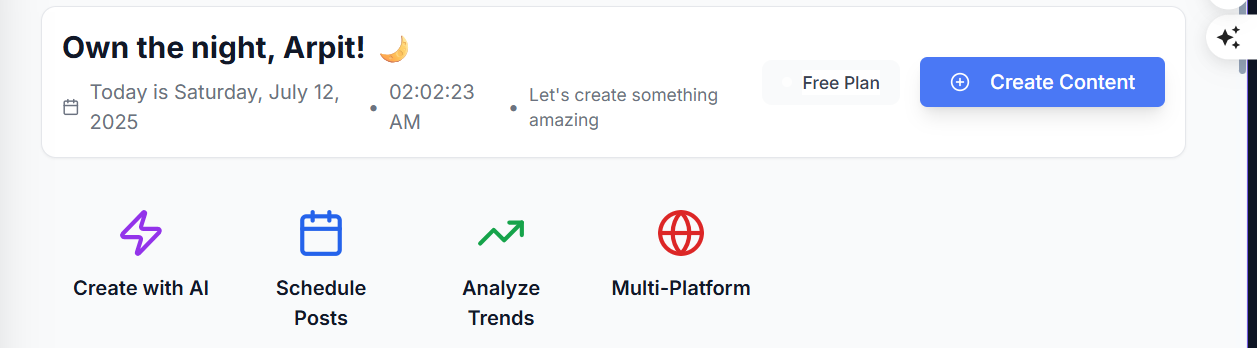 Own the night, Arpit! 🌙
Today is Saturday, July 12,
2025
•
02:02:23
AM
•
Let's create something
amazing
Free Plan
Create Content
Create with AI
Schedule
Posts
Analyze
Trends
Multi-Platform